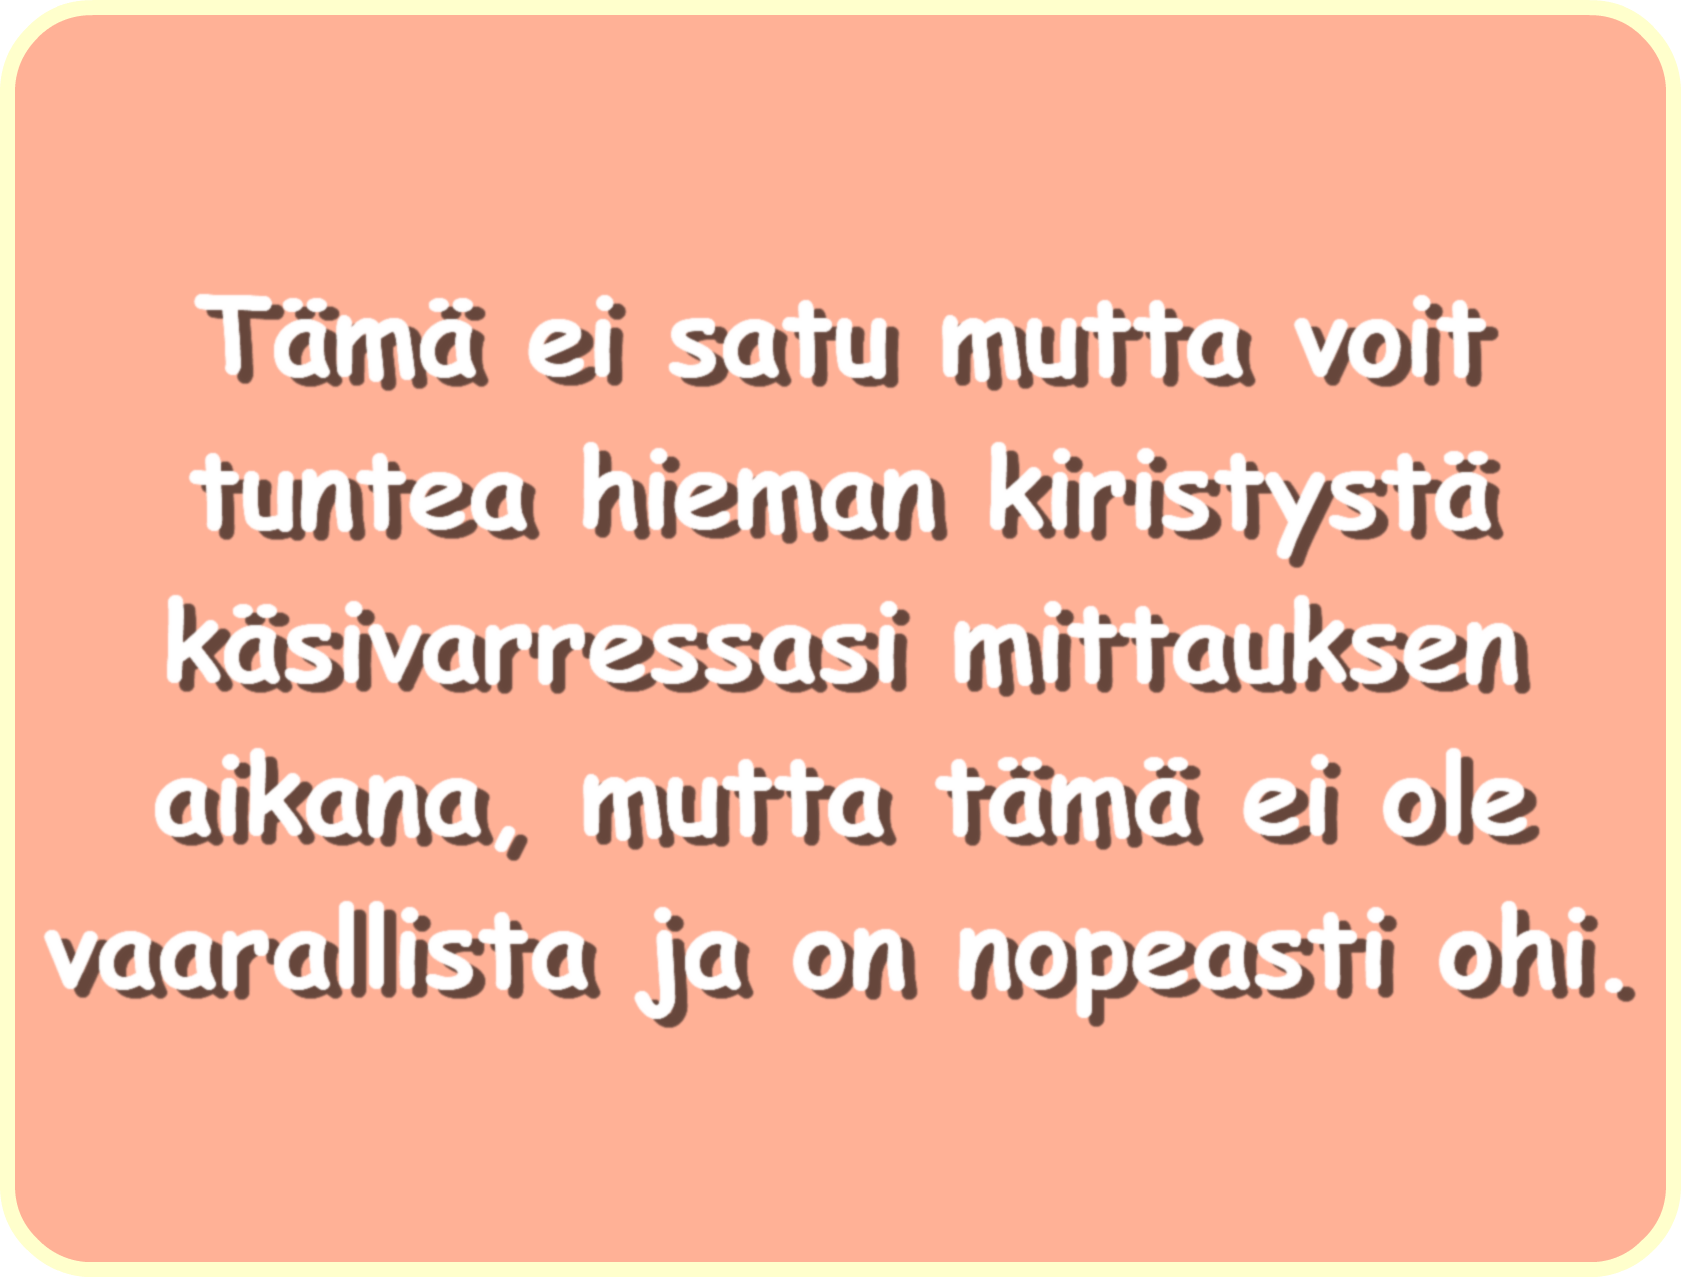 Tämä ei satu mutta voit
tuntea hieman kiristystä
käsivarressasi mittauksen
aikana, mutta tämä ei ole
vaarallista ja on nopeasti ohi.